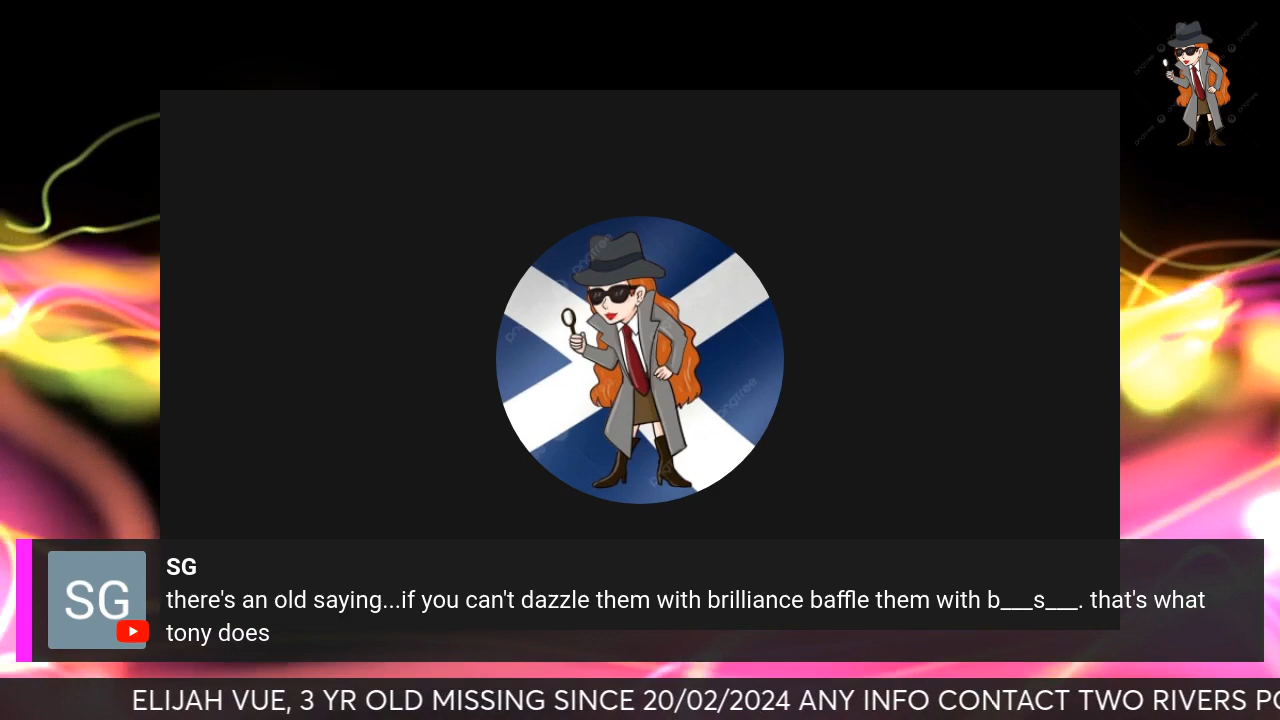 SG
SG
there's an old saying...if you can't dazzle them with brilliance baffle them with b___s___. that's what
tony does
ELIJAH VUE, 3 YR OLD MISSING SINCE 20/02/2024 ANY INFO CONTACT TWO RIVERS